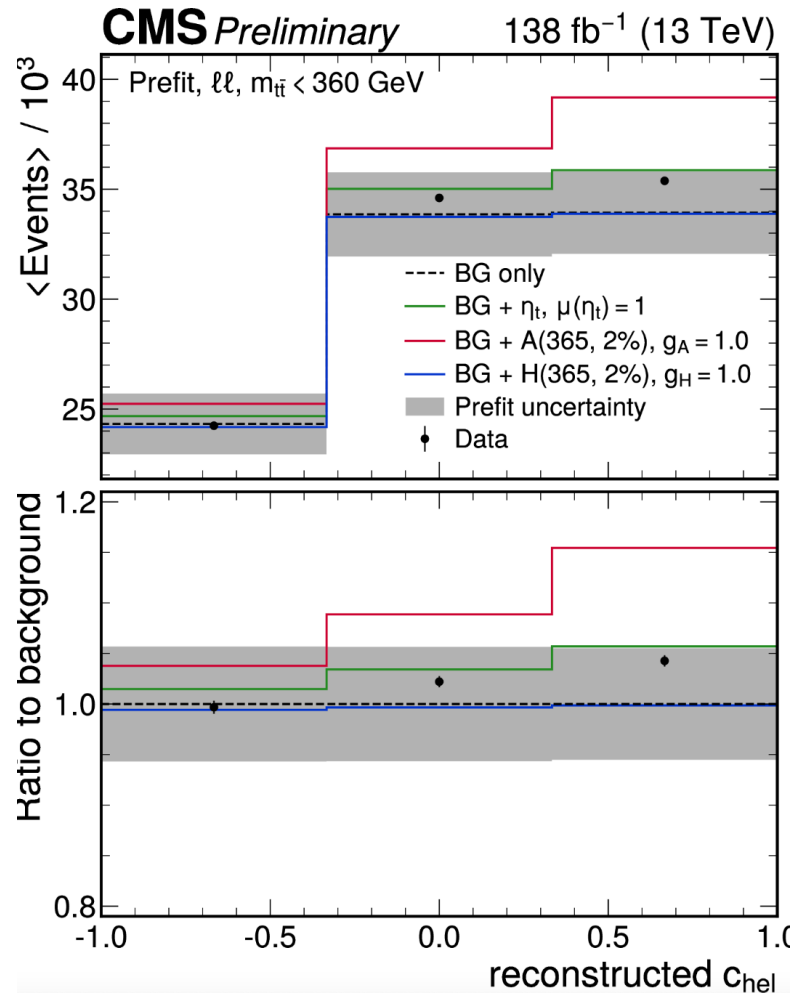 CMS Preliminary 138 fb⁻¹ (13 TeV)
Prefit, ℓℓ, m_tt̄ < 360 GeV
<Events> / 10³
40
35
30
25
BG only
BG + ηₜ, μ(ηₜ) = 1
BG + A(365, 2%), g_A = 1.0
BG + H(365, 2%), g_H = 1.0
Prefit uncertainty
Data
Ratio to background
1.2
1.0
0.8
-1.0 -0.5 0.0 0.5 1.0
reconstructed c_hel